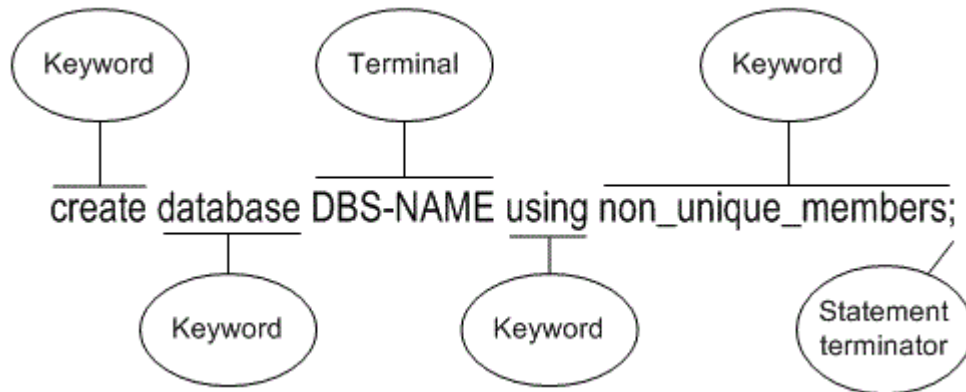 Keyword
Terminal
Keyword
create database DBS-NAME using non_unique_members;
Keyword
Keyword
Statement
terminator